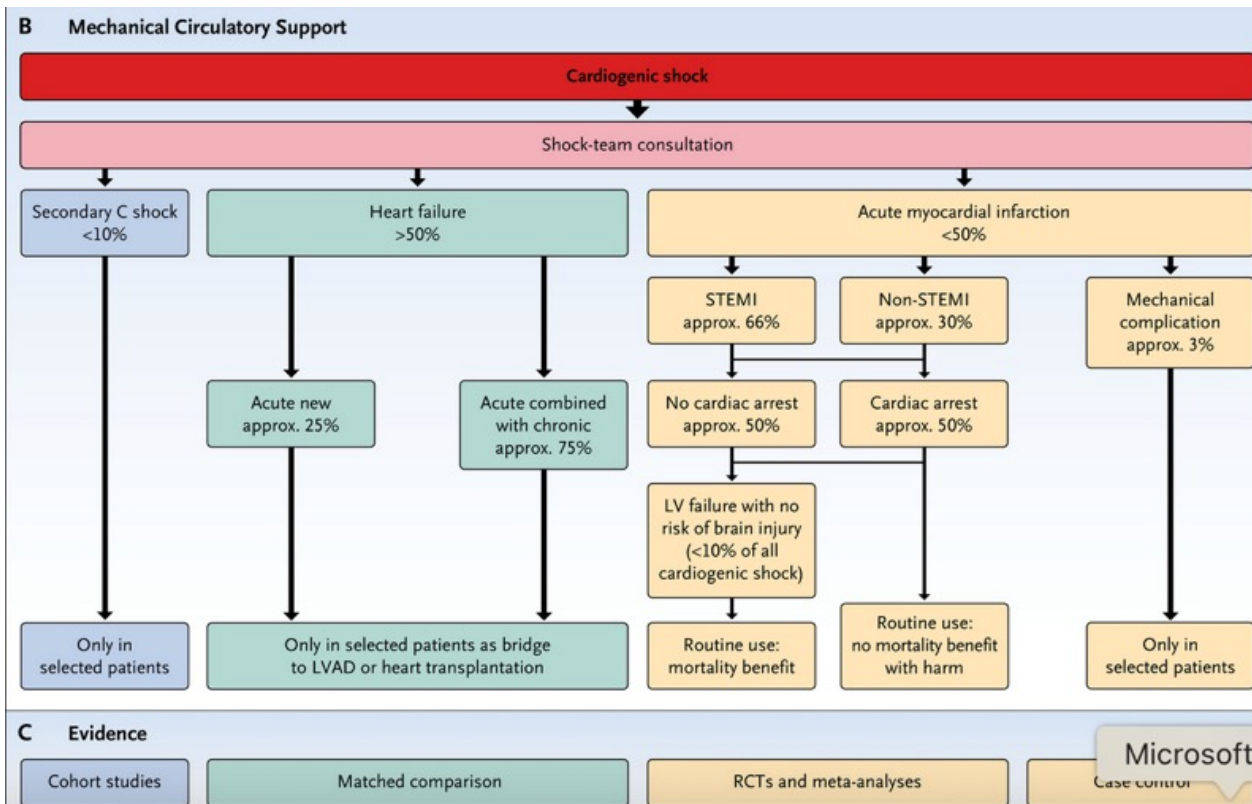 B Mechanical Circulatory Support
Cardiogenic shock
Shock-team consultation
Secondary C shock
<10%
Heart failure
>50%
Acute myocardial infarction
<50%
STEMI
approx. 66%
Non-STEMI
approx. 30%
Mechanical
complication
approx. 3%
Acute new
approx. 25%
Acute combined
with chronic
approx. 75%
No cardiac arrest
approx. 50%
Cardiac arrest
approx. 50%
LV failure with no
risk of brain injury
(<10% of all
cardiogenic shock)
Only in
selected patients
Only in selected patients as bridge
to LVAD or heart transplantation
Routine use:
mortality benefit
Routine use:
no mortality benefit
with harm
Only in
selected patients
C Evidence
Cohort studies
Matched comparison
RCTs and meta-analyses
Case control
Microsoft